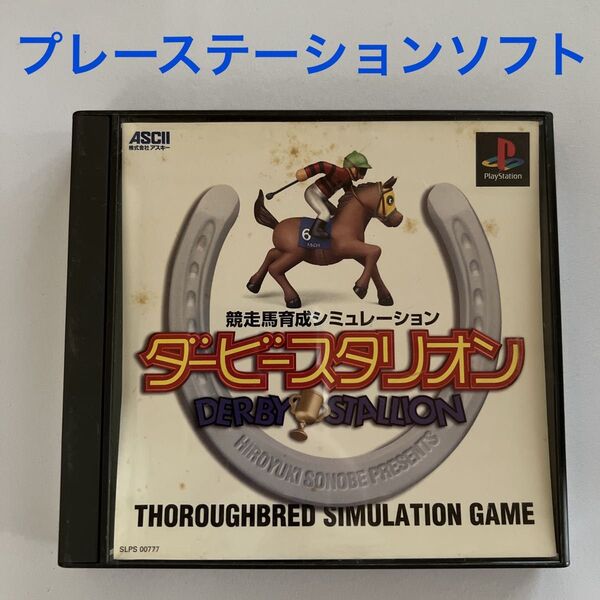 プレーステーションソフト
ASCII
株式会社アスキー
PlayStation
6
ASCII
競走馬育成シミュレーション
ダービースタリオン
DERBY STALLION
HIROYUKI SONOBE PRESENTS
THOROUGHBRED SIMULATION GAME
SLPS 00777